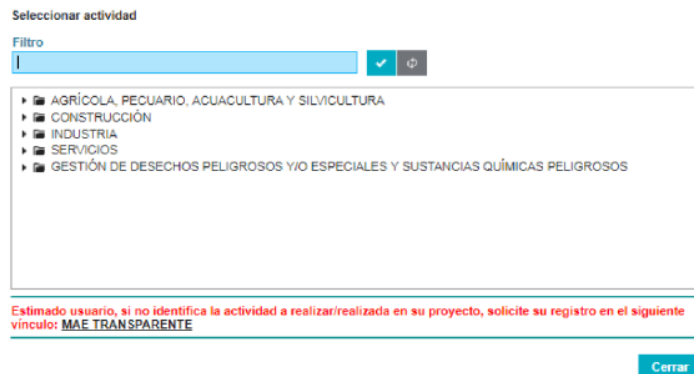 Seleccionar actividad
Filtro
AGRÍCOLA, PECUARIO, ACUACULTURA Y SILVICULTURA
CONSTRUCCIÓN
INDUSTRIA
SERVICIOS
GESTIÓN DE DESECHOS PELIGROSOS Y/O ESPECIALES Y SUSTANCIAS QUÍMICAS PELIGROSOS
Estimado usuario, si no identifica la actividad a realizar/realizada en su proyecto, solicite su registro en el siguiente
vínculo: MAE TRANSPARENTE
Cerrar